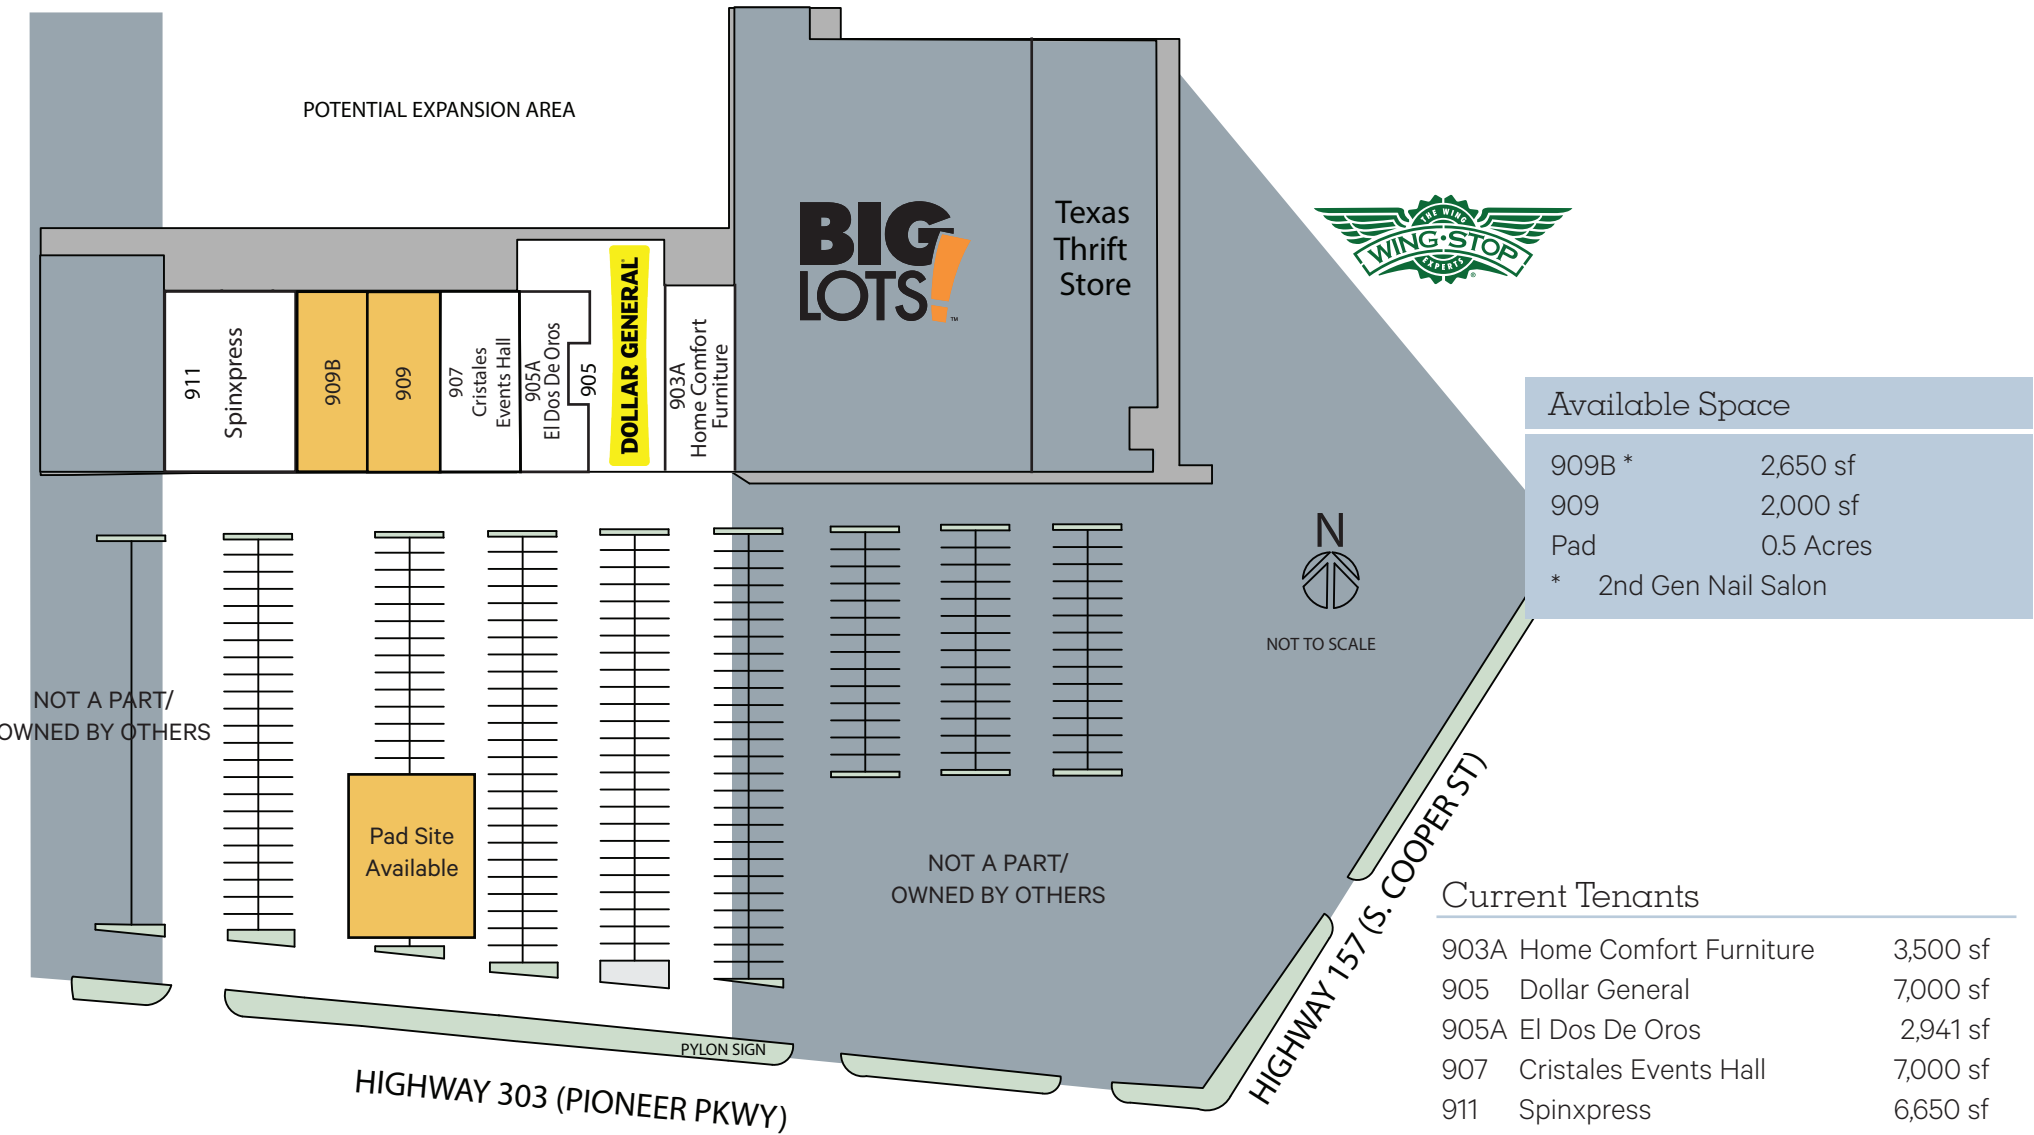 POTENTIAL EXPANSION AREA
BIG
LOTS!
™
Texas
Thrift
Store
THE WING
WING·STOP
EXPERTS
®
911
Spinxpress
909B
909
907
Cristales
Events Hall
905A
El Dos De Oros
905
DOLLAR GENERAL
903A
Home Comfort
Furniture
Available Space
909B * 2,650 sf
909 2,000 sf
Pad 0.5 Acres
* 2nd Gen Nail Salon
N
NOT TO SCALE
NOT A PART/
OWNED BY OTHERS
Pad Site
Available
NOT A PART/
OWNED BY OTHERS
HIGHWAY 157 (S. COOPER ST)
PYLON SIGN
HIGHWAY 303 (PIONEER PKWY)
Current Tenants
903A Home Comfort Furniture 3,500 sf
905 Dollar General 7,000 sf
905A El Dos De Oros 2,941 sf
907 Cristales Events Hall 7,000 sf
911 Spinxpress 6,650 sf